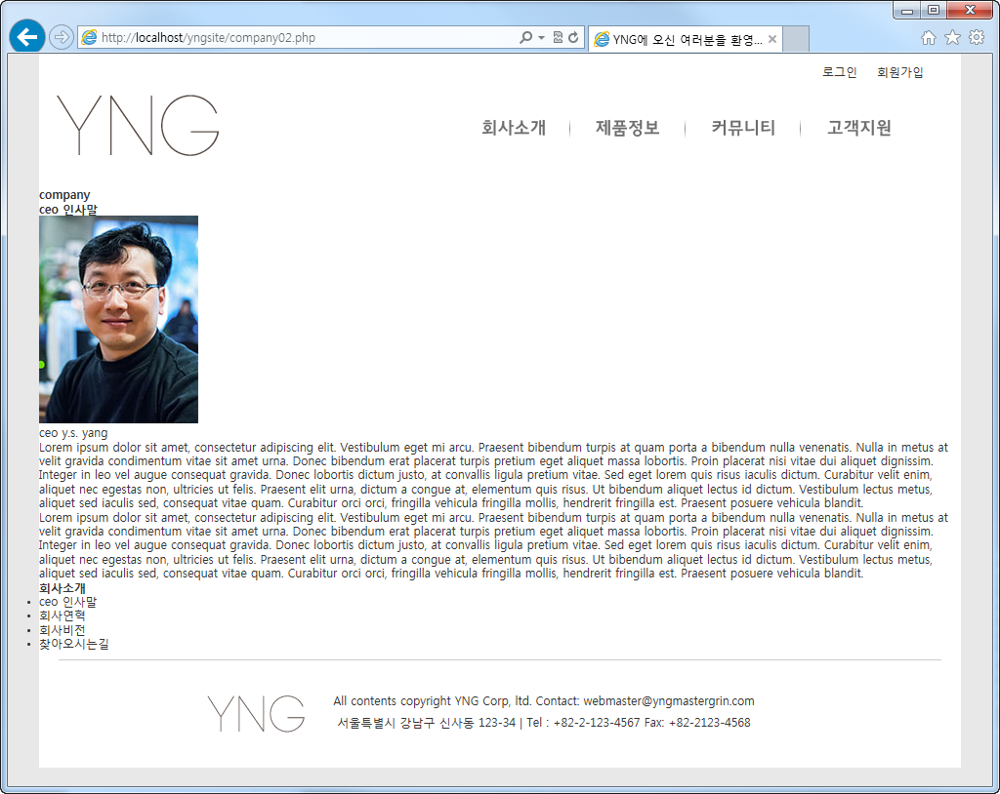 http://localhost/yngsite/company02.php
YNG에 오신 여러분을 환영...
로그인 회원가입
YNG
회사소개 제품정보 커뮤니티 고객지원
company
ceo 인사말
ceo y.s. yang
Lorem ipsum dolor sit amet, consectetur adipiscing elit. Vestibulum eget mi arcu. Praesent bibendum turpis at quam porta a bibendum nulla venenatis. Nulla in metus at
velit gravida condimentum vitae sit amet urna. Donec bibendum erat placerat turpis pretium eget aliquet massa lobortis. Proin placerat nisi vitae dui aliquet dignissim.
Integer in leo vel augue consequat gravida. Donec lobortis dictum justo, at convallis ligula pretium vitae. Sed eget lorem quis risus iaculis dictum. Curabitur velit enim,
aliquet nec egestas non, ultricies ut felis. Praesent elit urna, dictum a congue at, elementum quis risus. Ut bibendum aliquet lectus id dictum. Vestibulum lectus metus,
aliquet sed iaculis sed, consequat vitae quam. Curabitur orci orci, fringilla vehicula fringilla mollis, hendrerit fringilla est. Praesent posuere vehicula blandit.
Lorem ipsum dolor sit amet, consectetur adipiscing elit. Vestibulum eget mi arcu. Praesent bibendum turpis at quam porta a bibendum nulla venenatis. Nulla in metus at
velit gravida condimentum vitae sit amet urna. Donec bibendum erat placerat turpis pretium eget aliquet massa lobortis. Proin placerat nisi vitae dui aliquet dignissim.
Integer in leo vel augue consequat gravida. Donec lobortis dictum justo, at convallis ligula pretium vitae. Sed eget lorem quis risus iaculis dictum. Curabitur velit enim,
aliquet nec egestas non, ultricies ut felis. Praesent elit urna, dictum a congue at, elementum quis risus. Ut bibendum aliquet lectus id dictum. Vestibulum lectus metus,
aliquet sed iaculis sed, consequat vitae quam. Curabitur orci orci, fringilla vehicula fringilla mollis, hendrerit fringilla est. Praesent posuere vehicula blandit.
회사소개
• ceo 인사말
• 회사연혁
• 회사비전
• 찾아오시는길
YNG
All contents copyright YNG Corp, ltd. Contact: webmaster@yngmastergrin.com
서울특별시 강남구 신사동 123-34 | Tel : +82-2-123-4567 Fax: +82-2123-4568